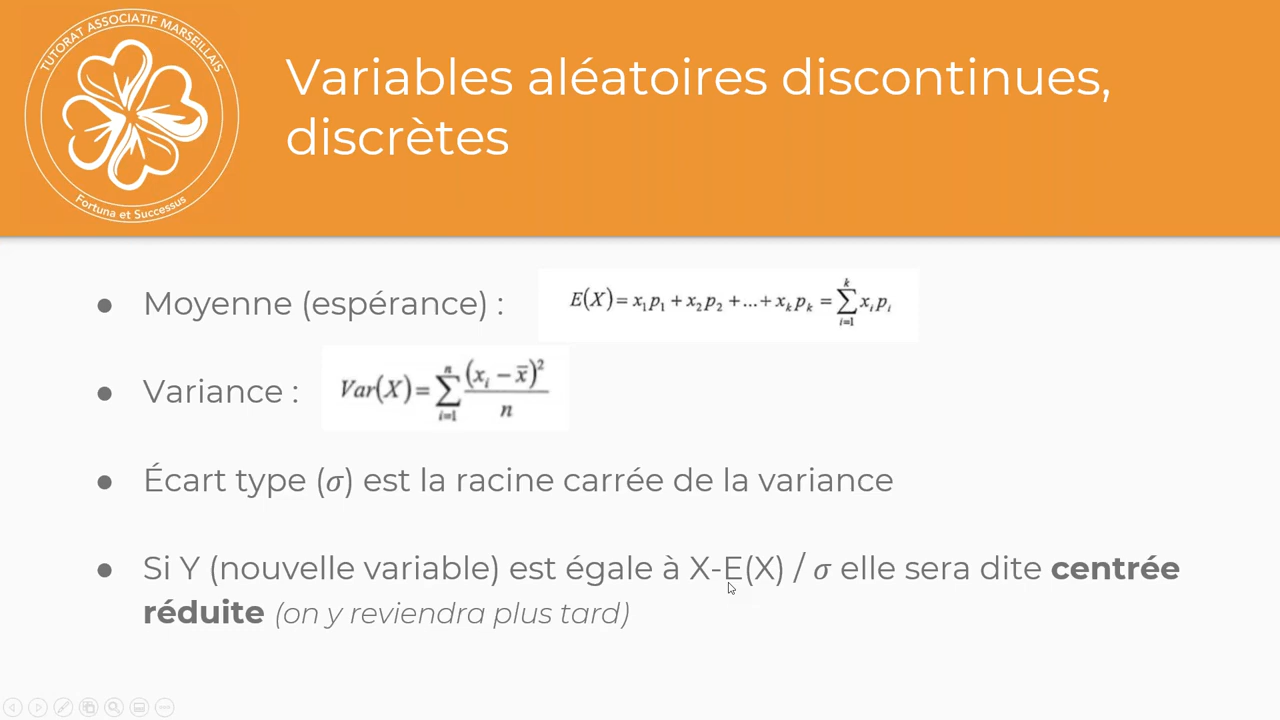 TUTORAT ASSOCIATIF MARSEILLAIS
Fortuna et Successus
Variables aléatoires discontinues,
discrètes
● Moyenne (espérance) : E(X) = x₁p₁ + x₂p₂ + ... + xₖpₖ = ∑ᵢ₌₁ᵏ xᵢpᵢ
● Variance : Var(X) = ∑ᵢ₌₁ⁿ (xᵢ − x̄)² / n
● Écart type (σ) est la racine carrée de la variance
● Si Y (nouvelle variable) est égale à X-E(X) / σ elle sera dite centrée
réduite (on y reviendra plus tard)